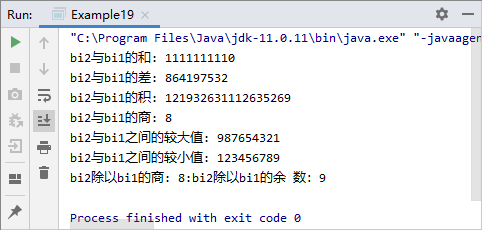 Run: Example19
"C:\Program Files\Java\jdk-11.0.11\bin\java.exe" "-javaagen
bi2与bi1的和: 1111111110
bi2与bi1的差: 864197532
bi2与bi1的积: 121932631112635269
bi2与bi1的商: 8
bi2与bi1之间的较大值: 987654321
bi2与bi1之间的较小值: 123456789
bi2除以bi1的商: 8:bi2除以bi1的余 数: 9
Process finished with exit code 0